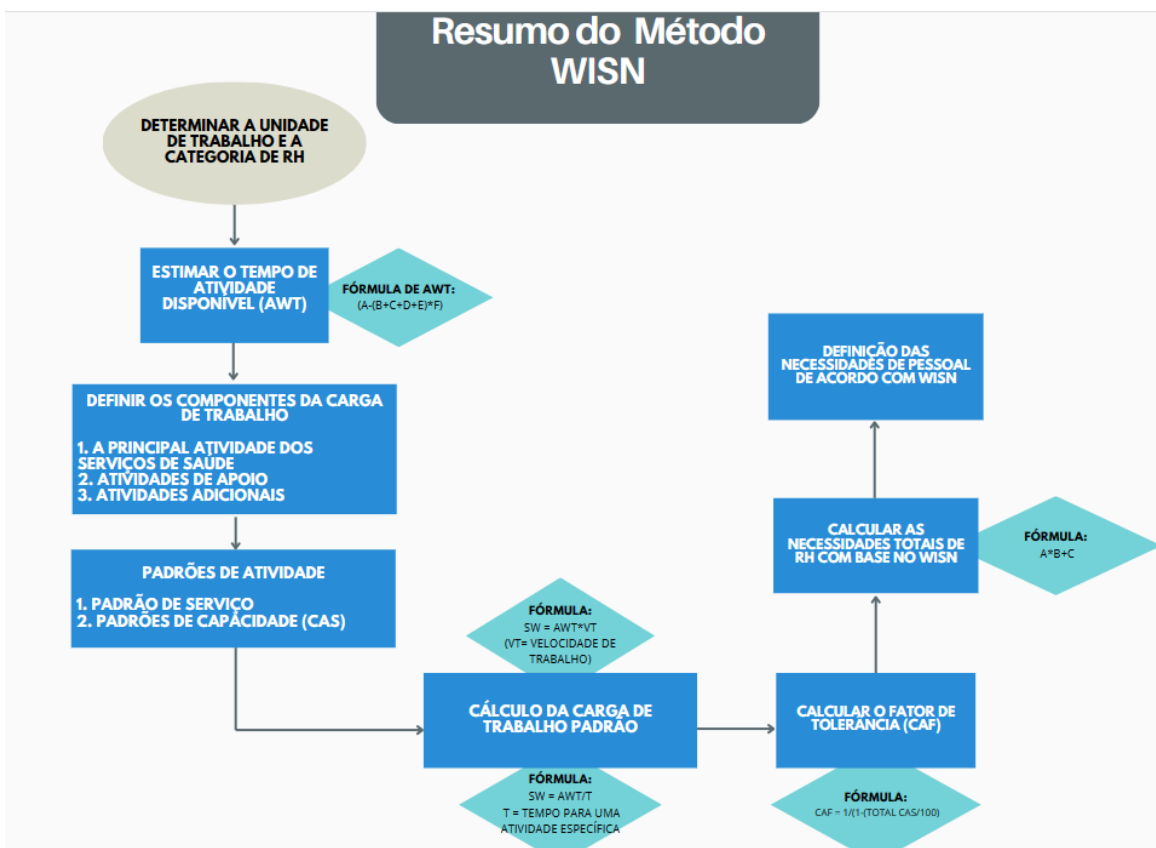 Resumo do Método
WISN
DETERMINAR A UNIDADE
DE TRABALHO E A
CATEGORIA DE RH
ESTIMAR O TEMPO DE
ATIVIDADE
DISPONÍVEL (AWT)
FÓRMULA DE AWT:
(A-(B+C+D+E)*F)
DEFINIR OS COMPONENTES DA CARGA
DE TRABALHO
1. A PRINCIPAL ATIVIDADE DOS
SERVIÇOS DE SAÚDE
2. ATIVIDADES DE APOIO
3. ATIVIDADES ADICIONAIS
PADRÕES DE ATIVIDADE
1. PADRÃO DE SERVIÇO
2. PADRÕES DE CAPACIDADE (CAS)
FÓRMULA:
SW = AWT*VT
(VT= VELOCIDADE DE
TRABALHO)
CÁLCULO DA CARGA DE
TRABALHO PADRÃO
FÓRMULA:
SW = AWT/T
T = TEMPO PARA UMA
ATIVIDADE ESPECÍFICA
CALCULAR O FATOR DE
TOLERÂNCIA (CAF)
FÓRMULA:
CAF = 1/(1-(TOTAL CAS/100)
CALCULAR AS
NECESSIDADES TOTAIS DE
RH COM BASE NO WISN
FÓRMULA:
A*B+C
DEFINIÇÃO DAS
NECESSIDADES DE PESSOAL
DE ACORDO COM WISN